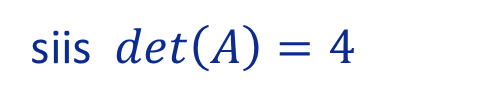 siis det(A) = 4